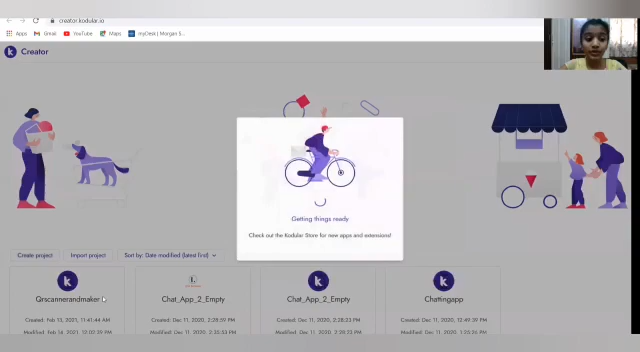 creator.kodular.io
Apps Gmail YouTube Maps myDesk | Morgan S...
Creator
Getting things ready
Check out the Kodular Store for new apps and extensions!
Create project Import project Sort by: Date modified (latest first)
Qrscannerandmaker Chat_App_2_Empty Chat_App_2_Empty Chattingapp
Created: Feb 13, 2021, 11:41:44 AM Created: Dec 11, 2020, 2:28:59 PM Created: Dec 11, 2020, 2:28:23 PM Created: Dec 11, 2020, 12:49:39 PM
Modified: Feb 14, 2021, 12:02:39 PM Modified: Dec 11, 2020, 2:35:53 PM Modified: Dec 11, 2020, 2:28:23 PM Modified: Dec 11, 2020, 1:25:26 PM